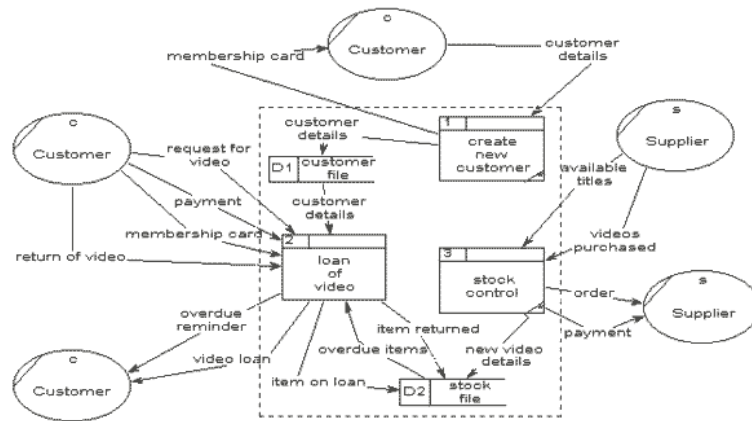 c
Customer
membership card
customer
details
c
Customer
request for
video
payment
membership card
return of video
customer
details
D1
customer
file
customer
details
1
create
new
customer
s
Supplier
available
titles
videos
purchased
2
loan
of
video
3
stock
control
order
payment
s
Supplier
overdue
reminder
video loan
item on loan
overdue items
item returned
new video
details
D2
stock
file
c
Customer